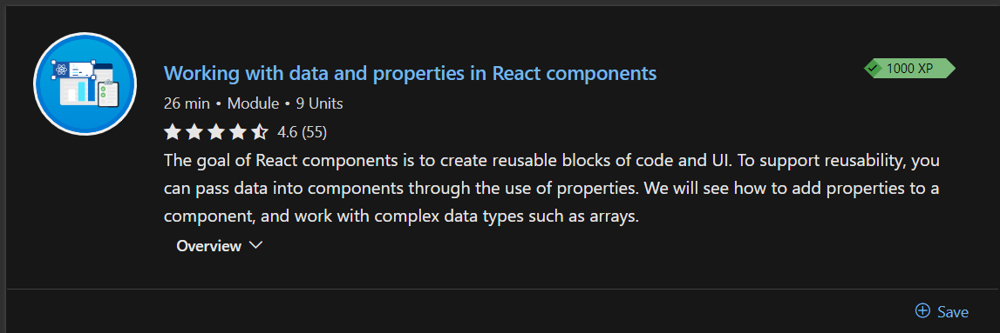 Working with data and properties in React components
1000 XP
26 min • Module • 9 Units
4.6 (55)
The goal of React components is to create reusable blocks of code and UI. To support reusability, you
can pass data into components through the use of properties. We will see how to add properties to a
component, and work with complex data types such as arrays.
Overview
Save